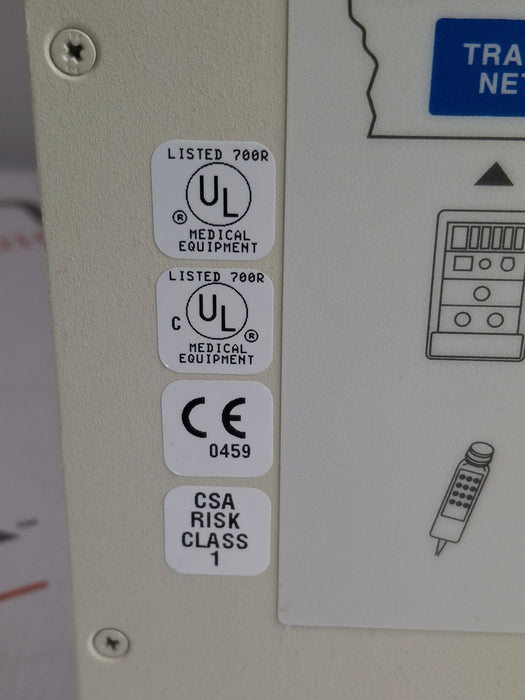 TRA
NET
LISTED 700R
UL
®
MEDICAL
EQUIPMENT
LISTED 700R
C UL ®
MEDICAL
EQUIPMENT
CE
0459
CSA
RISK
CLASS
1